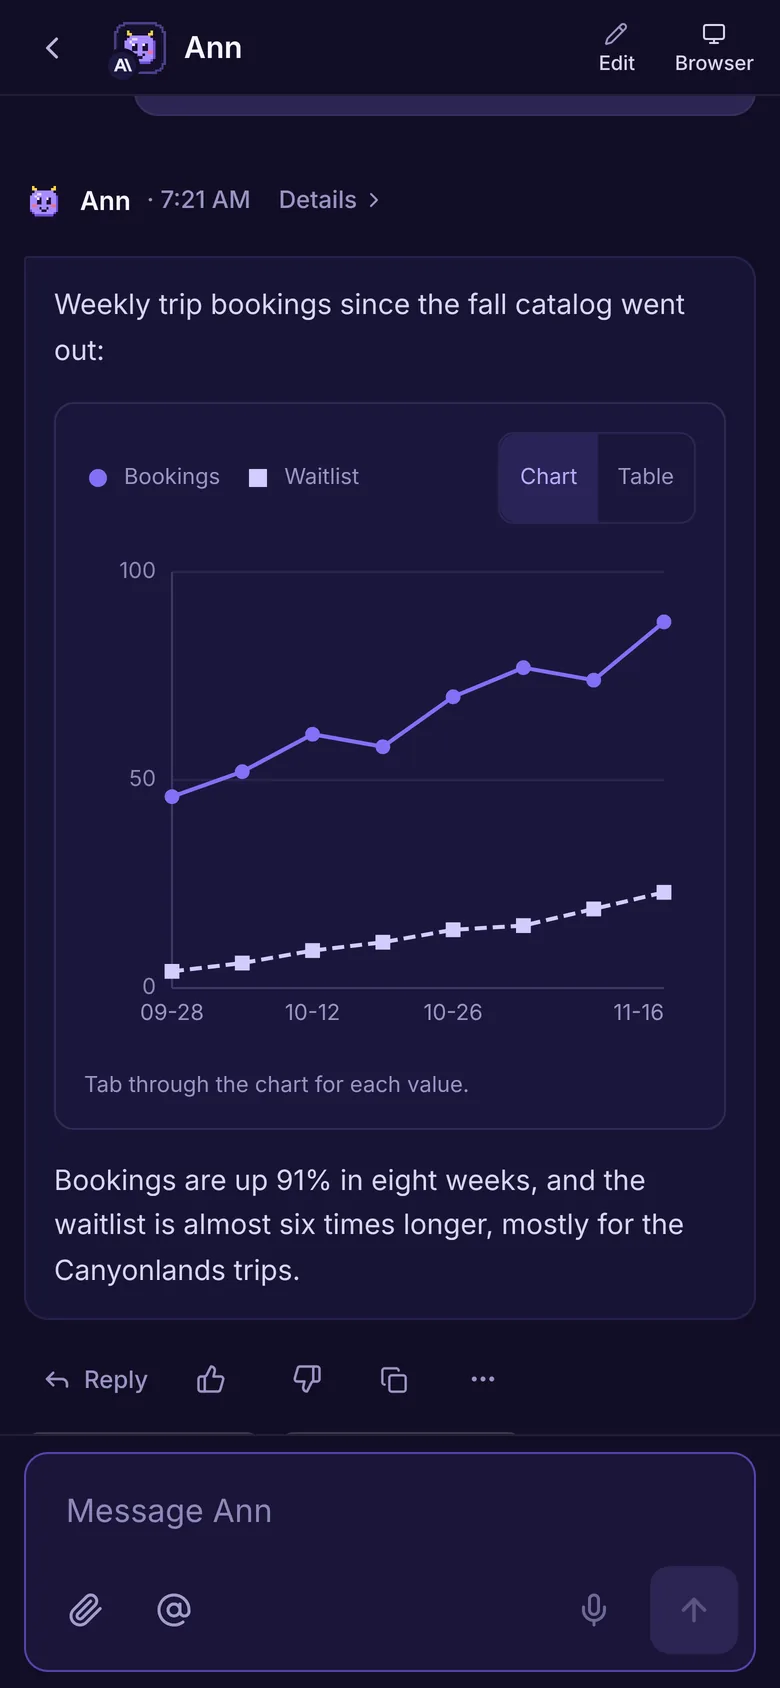 Ann
Edit
Browser
Ann · 7:21 AM Details
Weekly trip bookings since the fall catalog went
out:
Bookings Waitlist
Chart Table
100
50
0
09-28 10-12 10-26 11-16
Tab through the chart for each value.
Bookings are up 91% in eight weeks, and the
waitlist is almost six times longer, mostly for the
Canyonlands trips.
Reply
Message Ann